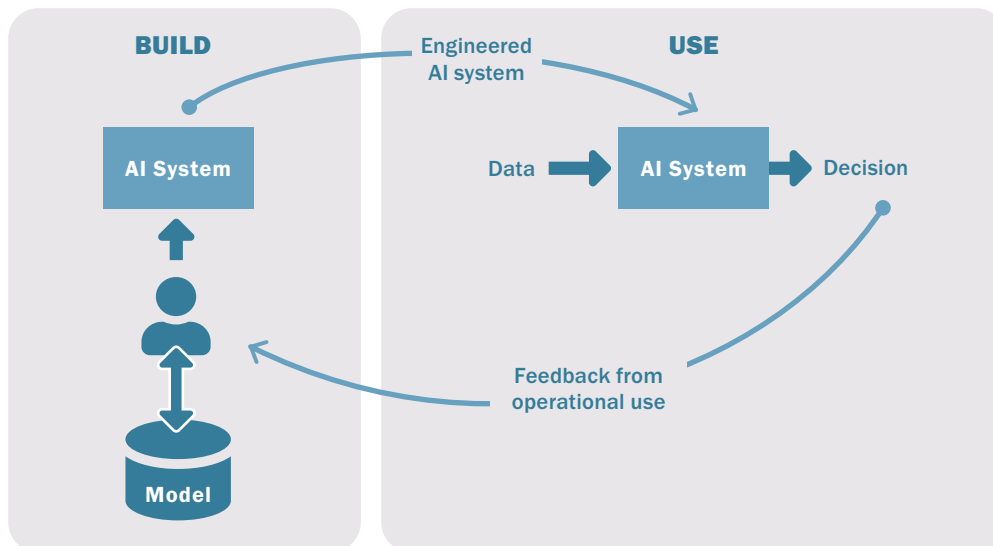 BUILD
Engineered
AI system
USE
AI System
Data
AI System
Decision
Feedback from
operational use
Model